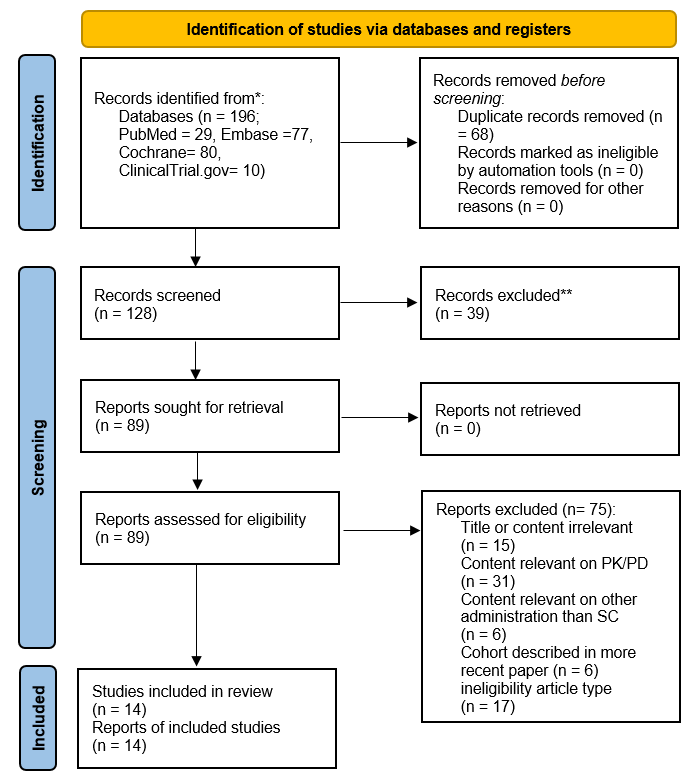 Identification of studies via databases and registers
Identification
Records identified from*:
Databases (n = 196;
PubMed = 29, Embase =77,
Cochrane= 80,
ClinicalTrial.gov= 10)
Records removed before
screening:
Duplicate records removed (n
= 68)
Records marked as ineligible
by automation tools (n = 0)
Records removed for other
reasons (n = 0)
Screening
Records screened
(n = 128)
Records excluded**
(n = 39)
Reports sought for retrieval
(n = 89)
Reports not retrieved
(n = 0)
Reports assessed for eligibility
(n = 89)
Reports excluded (n= 75):
Title or content irrelevant
(n = 15)
Content relevant on PK/PD
(n = 31)
Content relevant on other
administration than SC
(n = 6)
Cohort described in more
recent paper (n = 6)
ineligibility article type
(n = 17)
Included
Studies included in review
(n = 14)
Reports of included studies
(n = 14)